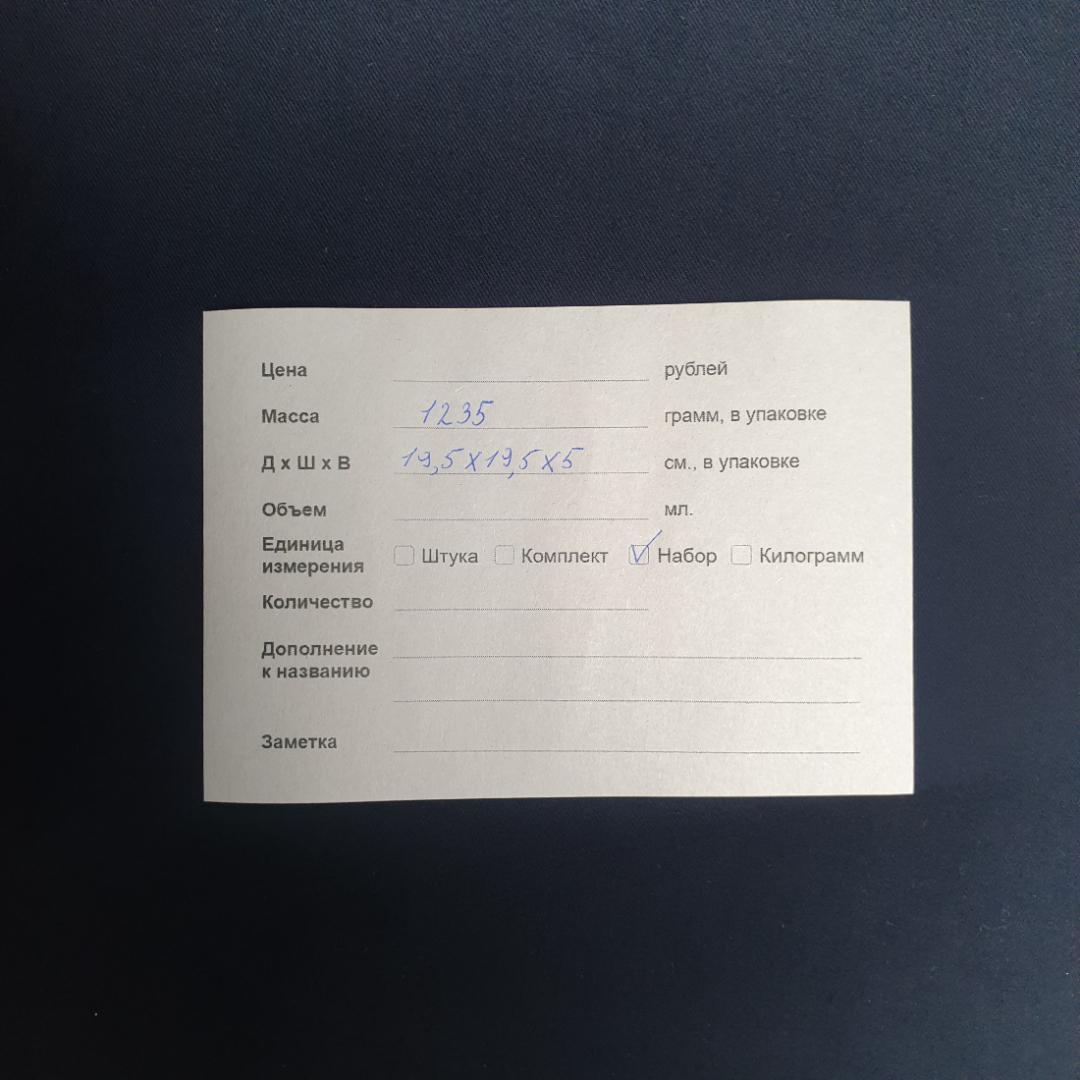 Цена рублей
Масса 1235 грамм, в упаковке
Д х Ш х В 19,5х19,5х5 см., в упаковке
Объем мл.
Единица измерения Штука Комплект Набор Килограмм
Количество
Дополнение
к названию
Заметка